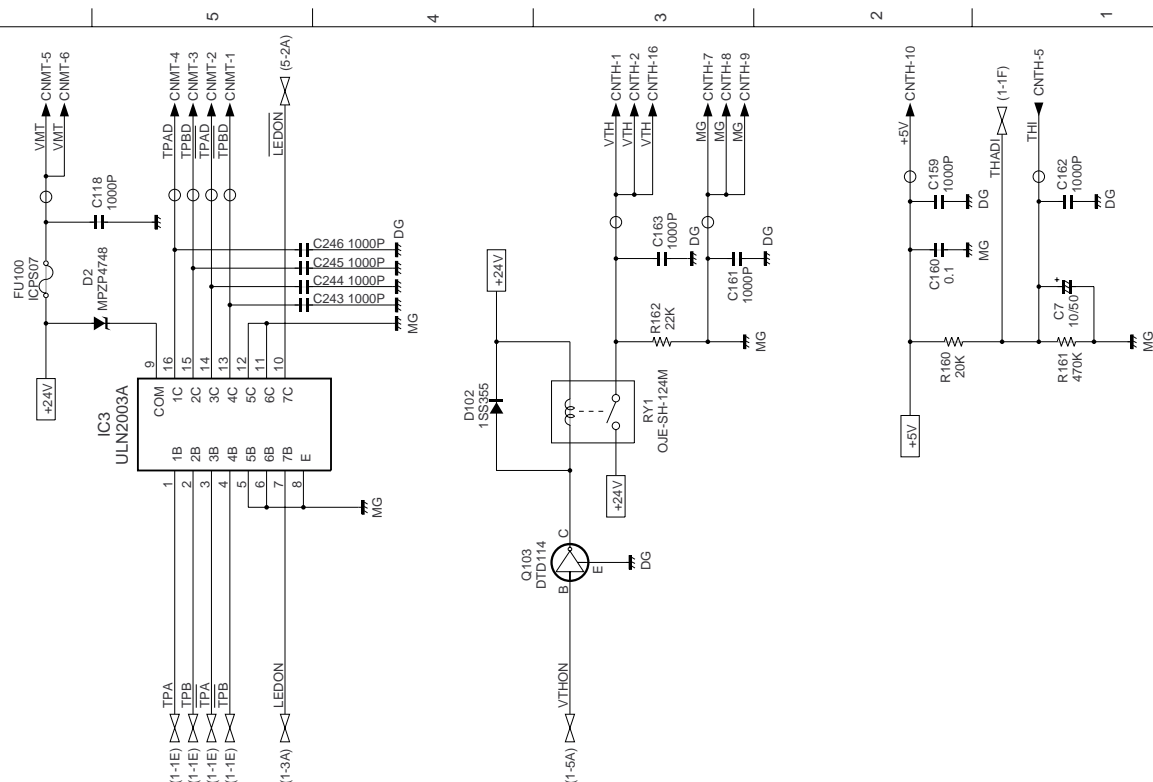 5
4
3
2
1
VMT
CNMT-5
VMT
CNMT-6
FU100
ICPS07
C118
1000P
D2
MPZP4748
+24V
IC3
ULN2003A
COM
9
1C
16
2C
15
3C
14
4C
13
5C
12
6C
11
7C
10
1
1B
2
2B
3
3B
4
4B
5
5B
6
6B
7
7B
8
E
MG
TPAD
CNMT-4
TPBD
CNMT-3
TPAD
CNMT-2
TPBD
CNMT-1
LEDON
(5-2A)
C246 1000P
C245 1000P
C244 1000P
C243 1000P
DG
MG
(1-1E)
TPA
(1-1E)
TPB
(1-1E)
TPA
(1-1E)
TPB
(1-3A)
LEDON
+24V
D102
1SS355
RY1
OJE-SH-124M
+24V
Q103
DTD114
B
C
E
DG
(1-5A)
VTHON
VTH
CNTH-1
VTH
CNTH-2
VTH
CNTH-16
MG
CNTH-7
MG
CNTH-8
MG
CNTH-9
C163
1000P
DG
C161
1000P
DG
R162
22K
MG
+5V
CNTH-10
C159
1000P
DG
C160
0.1
MG
R160
20K
+5V
THADI
(1-1F)
THI
CNTH-5
C162
1000P
DG
C7
10/50
+
R161
470K
MG